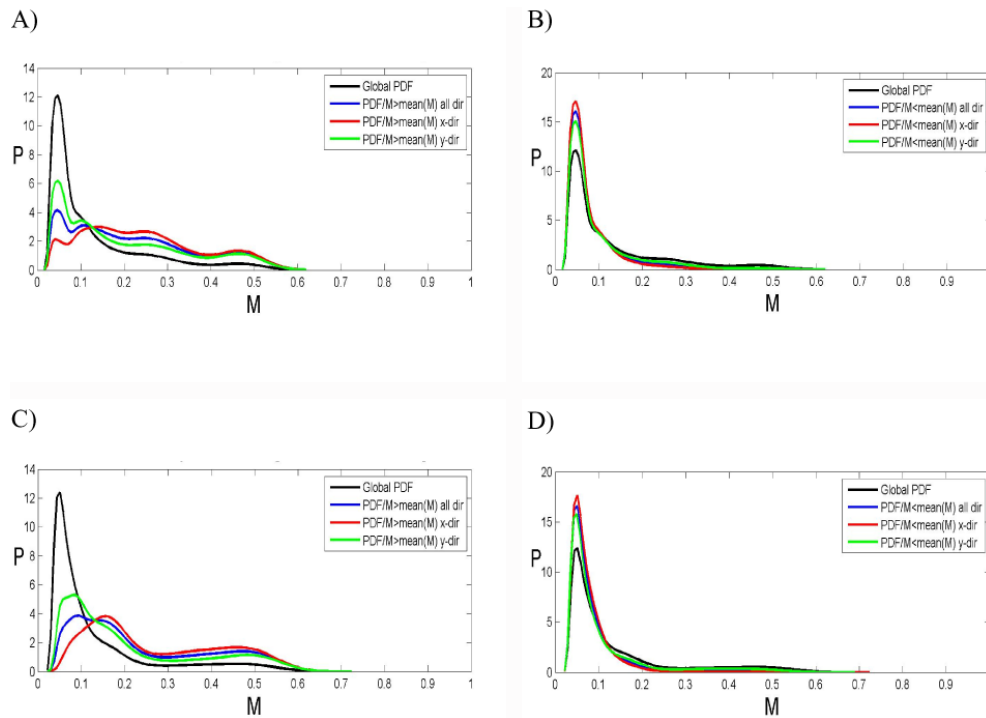 A)
14
12
10
8
6
4
2
0
P
0
0.1
0.2
0.3
0.4
0.5
0.6
0.7
0.8
0.9
1
M
Global PDF
PDF/M>mean(M) all dir
PDF/M>mean(M) x-dir
PDF/M>mean(M) y-dir
B)
20
15
10
5
0
P
0
0.1
0.2
0.3
0.4
0.5
0.6
0.7
0.8
0.9
M
Global PDF
PDF/M<mean(M) all dir
PDF/M<mean(M) x-dir
PDF/M<mean(M) y-dir
C)
14
12
10
8
6
4
2
0
P
0
0.1
0.2
0.3
0.4
0.5
0.6
0.7
0.8
0.9
1
M
Global PDF
PDF/M>mean(M) all dir
PDF/M>mean(M) x-dir
PDF/M>mean(M) y-dir
D)
20
15
10
5
0
P
0
0.1
0.2
0.3
0.4
0.5
0.6
0.7
0.8
0.9
M
Global PDF
PDF/M<mean(M) all dir
PDF/M<mean(M) x-dir
PDF/M<mean(M) y-dir